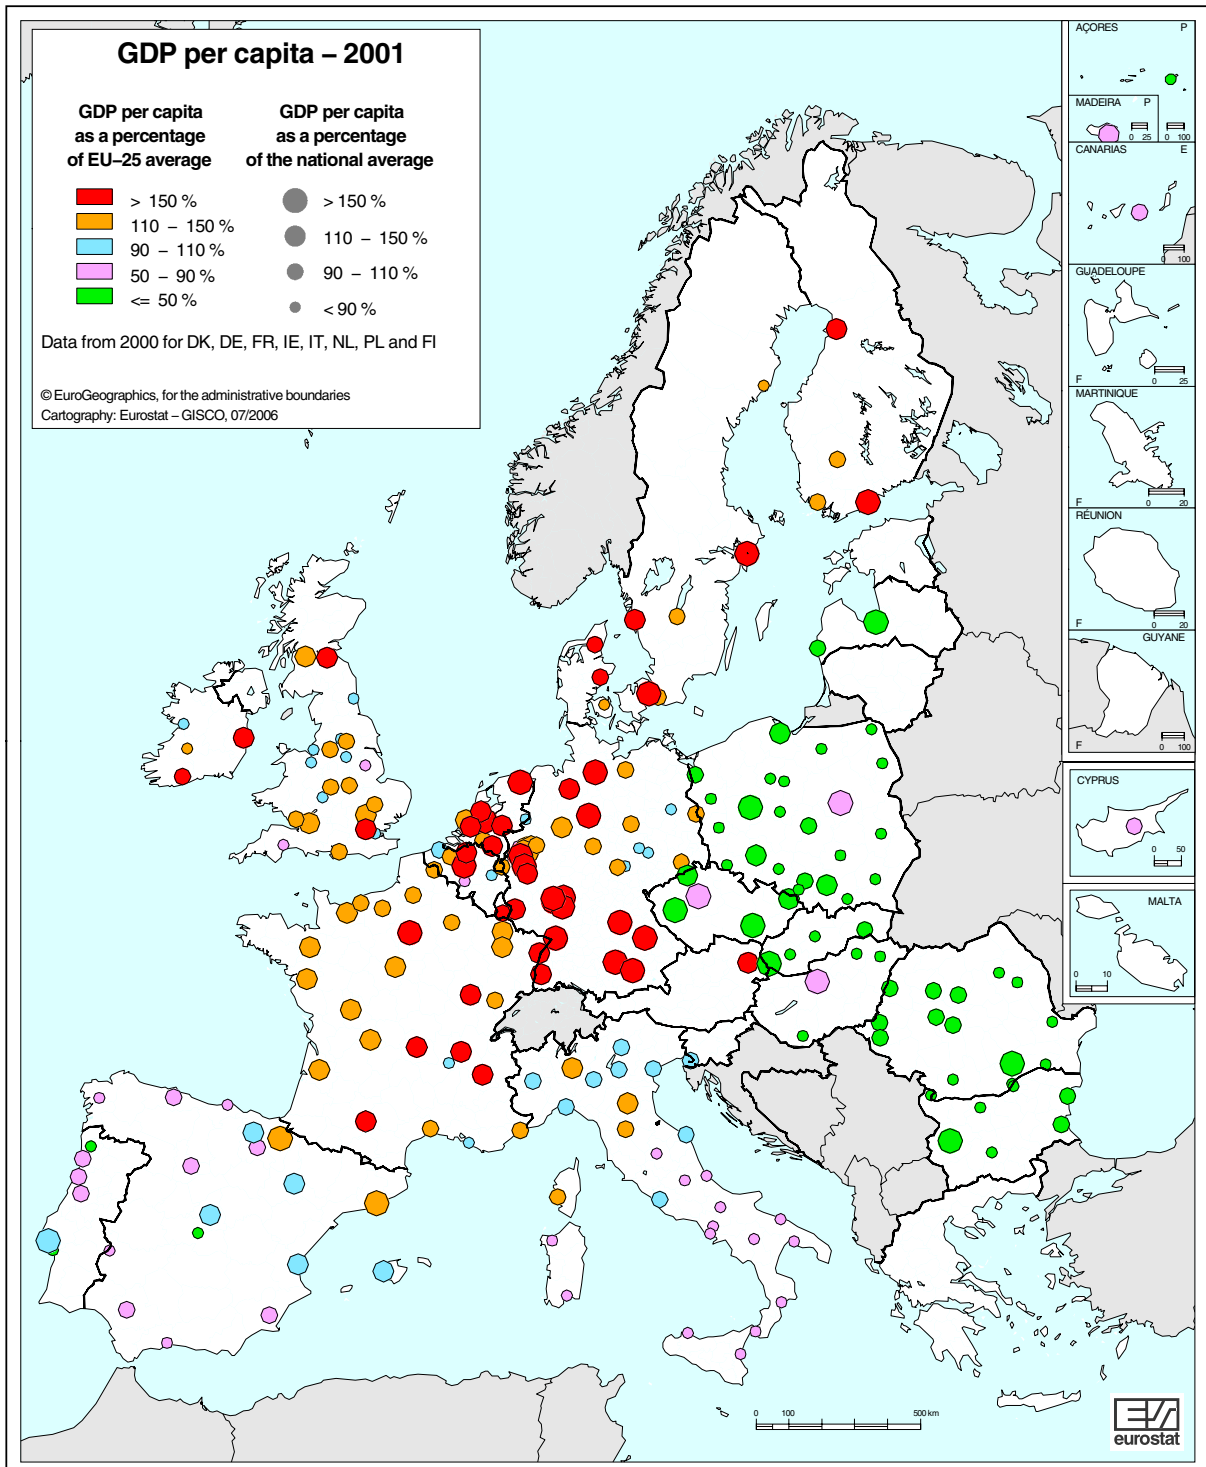 GDP per capita – 2001
GDP per capita
as a percentage
of EU–25 average
> 150 %
110 – 150 %
90 – 110 %
50 – 90 %
<= 50 %
GDP per capita
as a percentage
of the national average
> 150 %
110 – 150 %
90 – 110 %
< 90 %
Data from 2000 for DK, DE, FR, IE, IT, NL, PL and FI
© EuroGeographics, for the administrative boundaries
Cartography: Eurostat – GISCO, 07/2006
AÇORES P
0 100
MADEIRA P
0 25
CANARIAS E
0 100
GUADELOUPE
F
0 25
MARTINIQUE
F
0 20
RÉUNION
F
0 20
GUYANE
F
0 100
CYPRUS
0 50
MALTA
0 10
0 100 500 km
eurostat